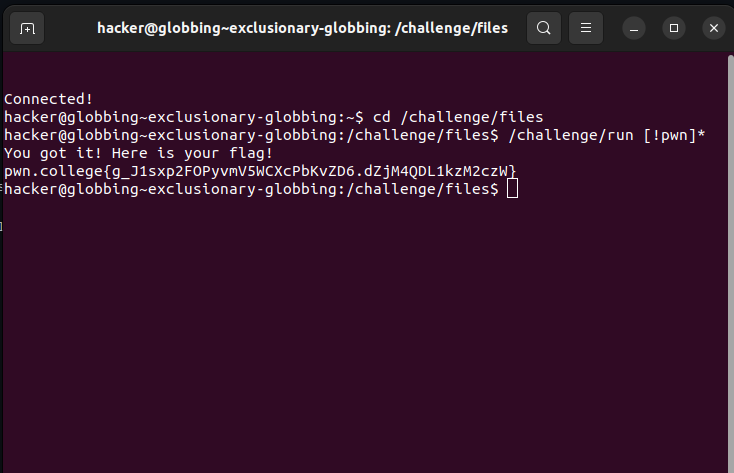 hacker@globbing~exclusionary-globbing: /challenge/files
Connected!
hacker@globbing~exclusionary-globbing:~$ cd /challenge/files
hacker@globbing~exclusionary-globbing:/challenge/files$ /challenge/run [!pwn]*
You got it! Here is your flag!
pwn.college{g_J1sxp2FOPyvmV5WCXcPbKvZD6.dZjM4QDL1kzM2czW}
hacker@globbing~exclusionary-globbing:/challenge/files$